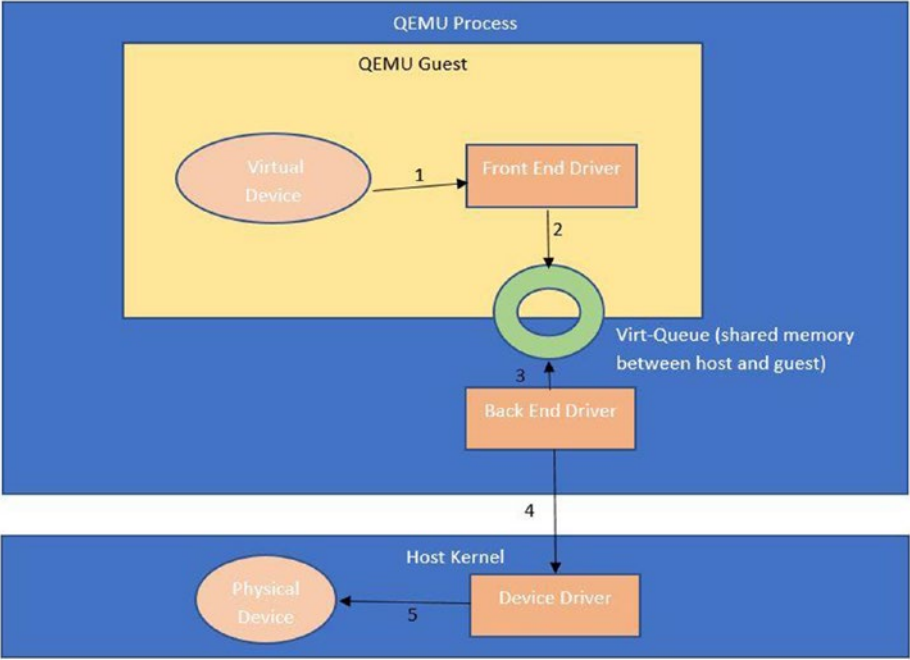 QEMU Process
QEMU Guest
Virtual
Device
1
Front End Driver
2
Virt-Queue (shared memory
between host and guest)
3
Back End Driver
4
Host Kernel
Physical
Device
5
Device Driver